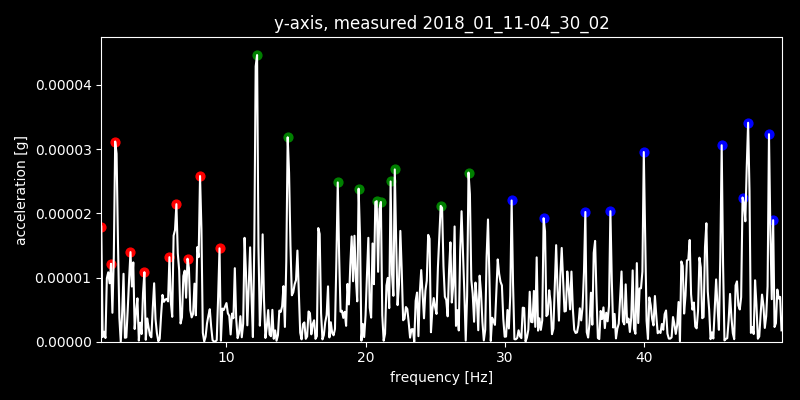 y-axis, measured 2018_01_11-04_30_02
0.00004
0.00003
0.00002
0.00001
0.00000
acceleration [g]
10 20 30 40
frequency [Hz]